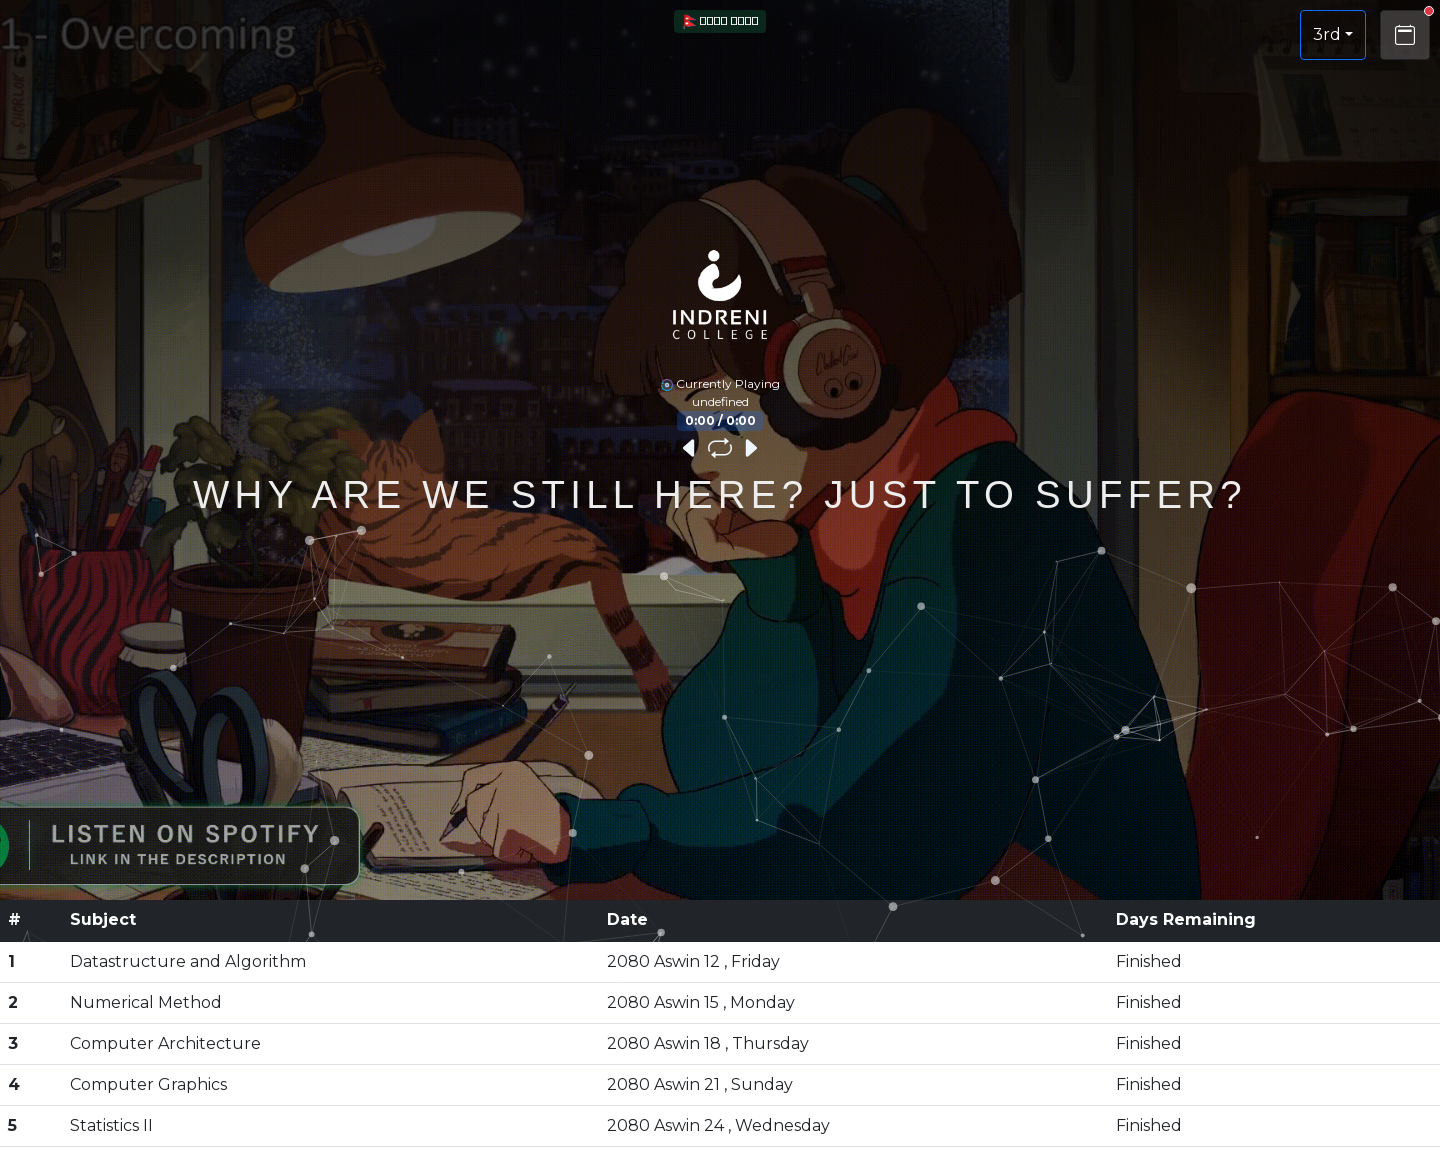 1 - Overcoming
3rd
INDRENI
COLLEGE
Currently Playing
undefined
0:00 / 0:00
WHY ARE WE STILL HERE? JUST TO SUFFER?
LISTEN ON SPOTIFY
LINK IN THE DESCRIPTION
# Subject Date Days Remaining
1 Datastructure and Algorithm 2080 Aswin 12 , Friday Finished
2 Numerical Method 2080 Aswin 15 , Monday Finished
3 Computer Architecture 2080 Aswin 18 , Thursday Finished
4 Computer Graphics 2080 Aswin 21 , Sunday Finished
5 Statistics II 2080 Aswin 24 , Wednesday Finished